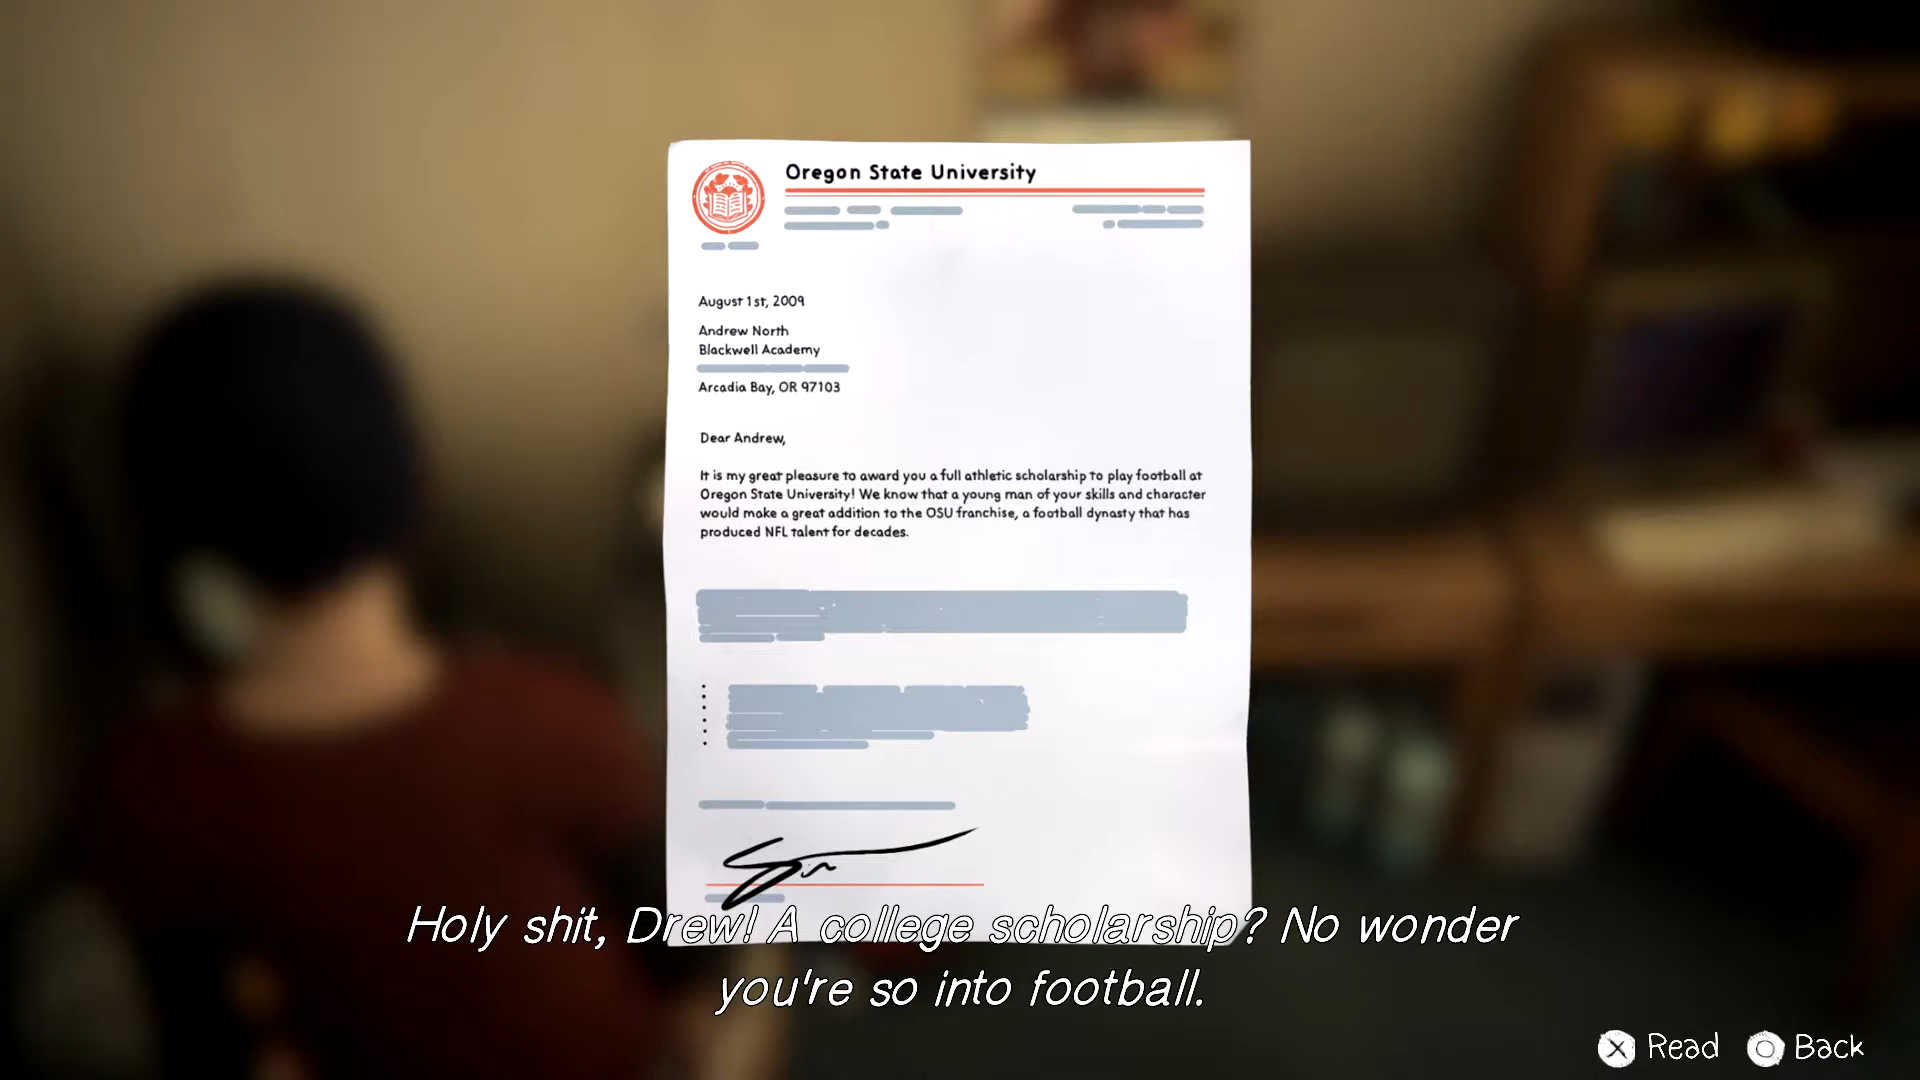 Oregon State University
August 1st, 2009
Andrew North
Blackwell Academy
Arcadia Bay, OR 97103
Dear Andrew,
It is my great pleasure to award you a full athletic scholarship to play football at
Oregon State University! We know that a young man of your skills and character
would make a great addition to the OSU franchise, a football dynasty that has
produced NFL talent for decades.
Holy shit, Drew! A college scholarship? No wonder
you're so into football.
Read
Back